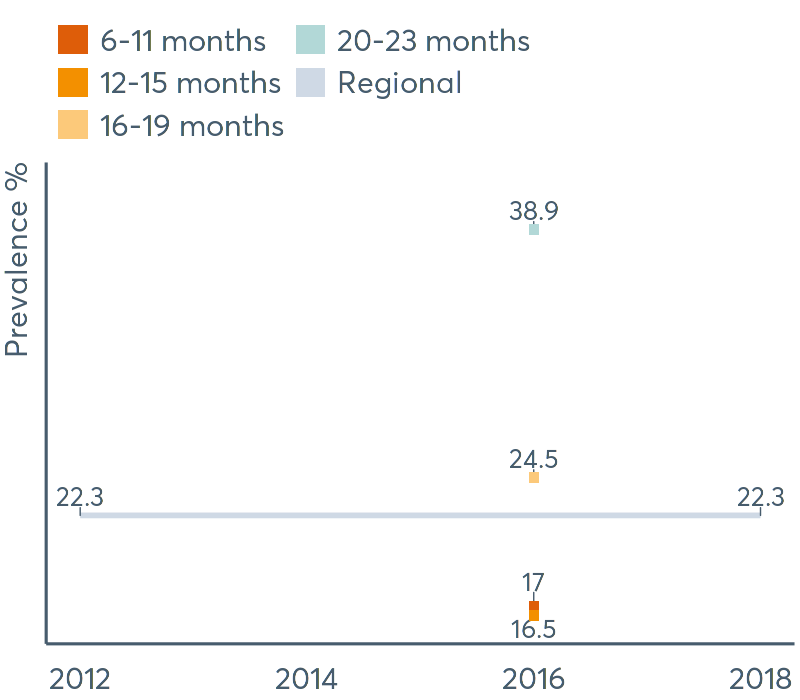 6-11 months
20-23 months
12-15 months
Regional
16-19 months
Prevalence %
38.9
24.5
22.3
22.3
17
16.5
2012
2014
2016
2018